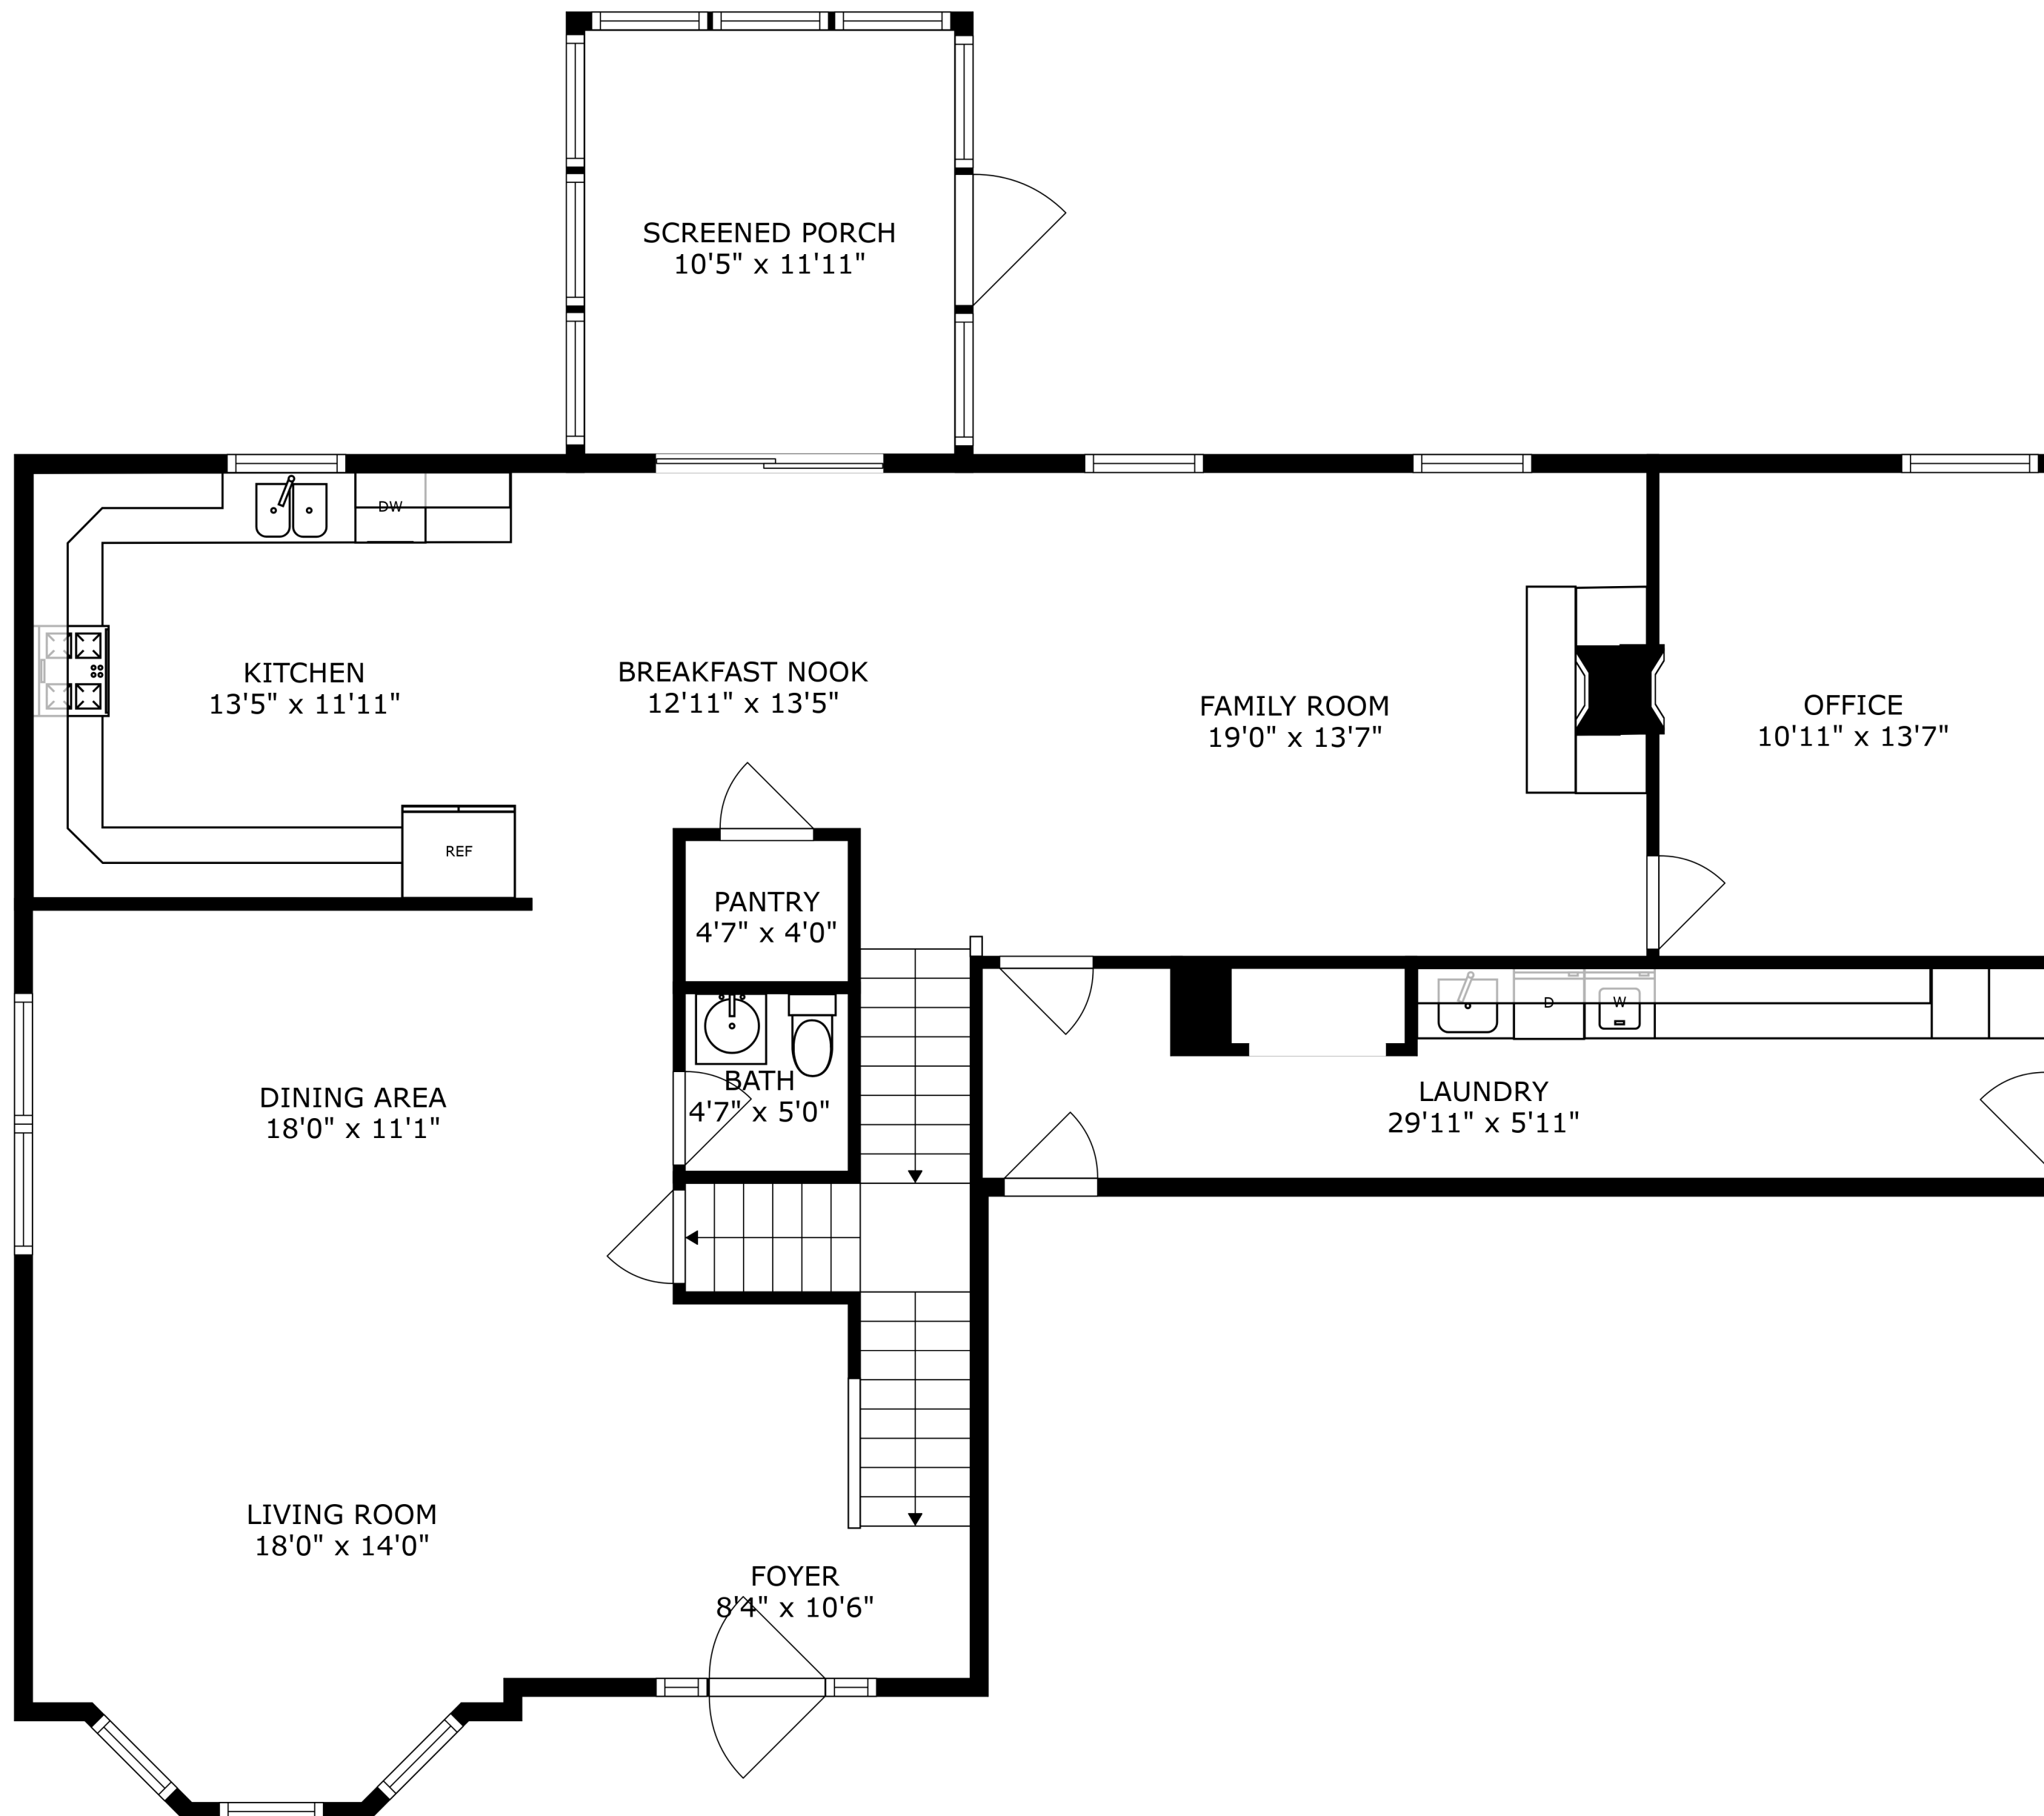 SCREENED PORCH
10'5" x 11'11"
DW
KITCHEN
13'5" x 11'11"
BREAKFAST NOOK
12'11" x 13'5"
FAMILY ROOM
19'0" x 13'7"
OFFICE
10'11" x 13'7"
REF
PANTRY
4'7" x 4'0"
D
W
BATH
4'7" x 5'0"
DINING AREA
18'0" x 11'1"
LAUNDRY
29'11" x 5'11"
LIVING ROOM
18'0" x 14'0"
FOYER
8'4" x 10'6"